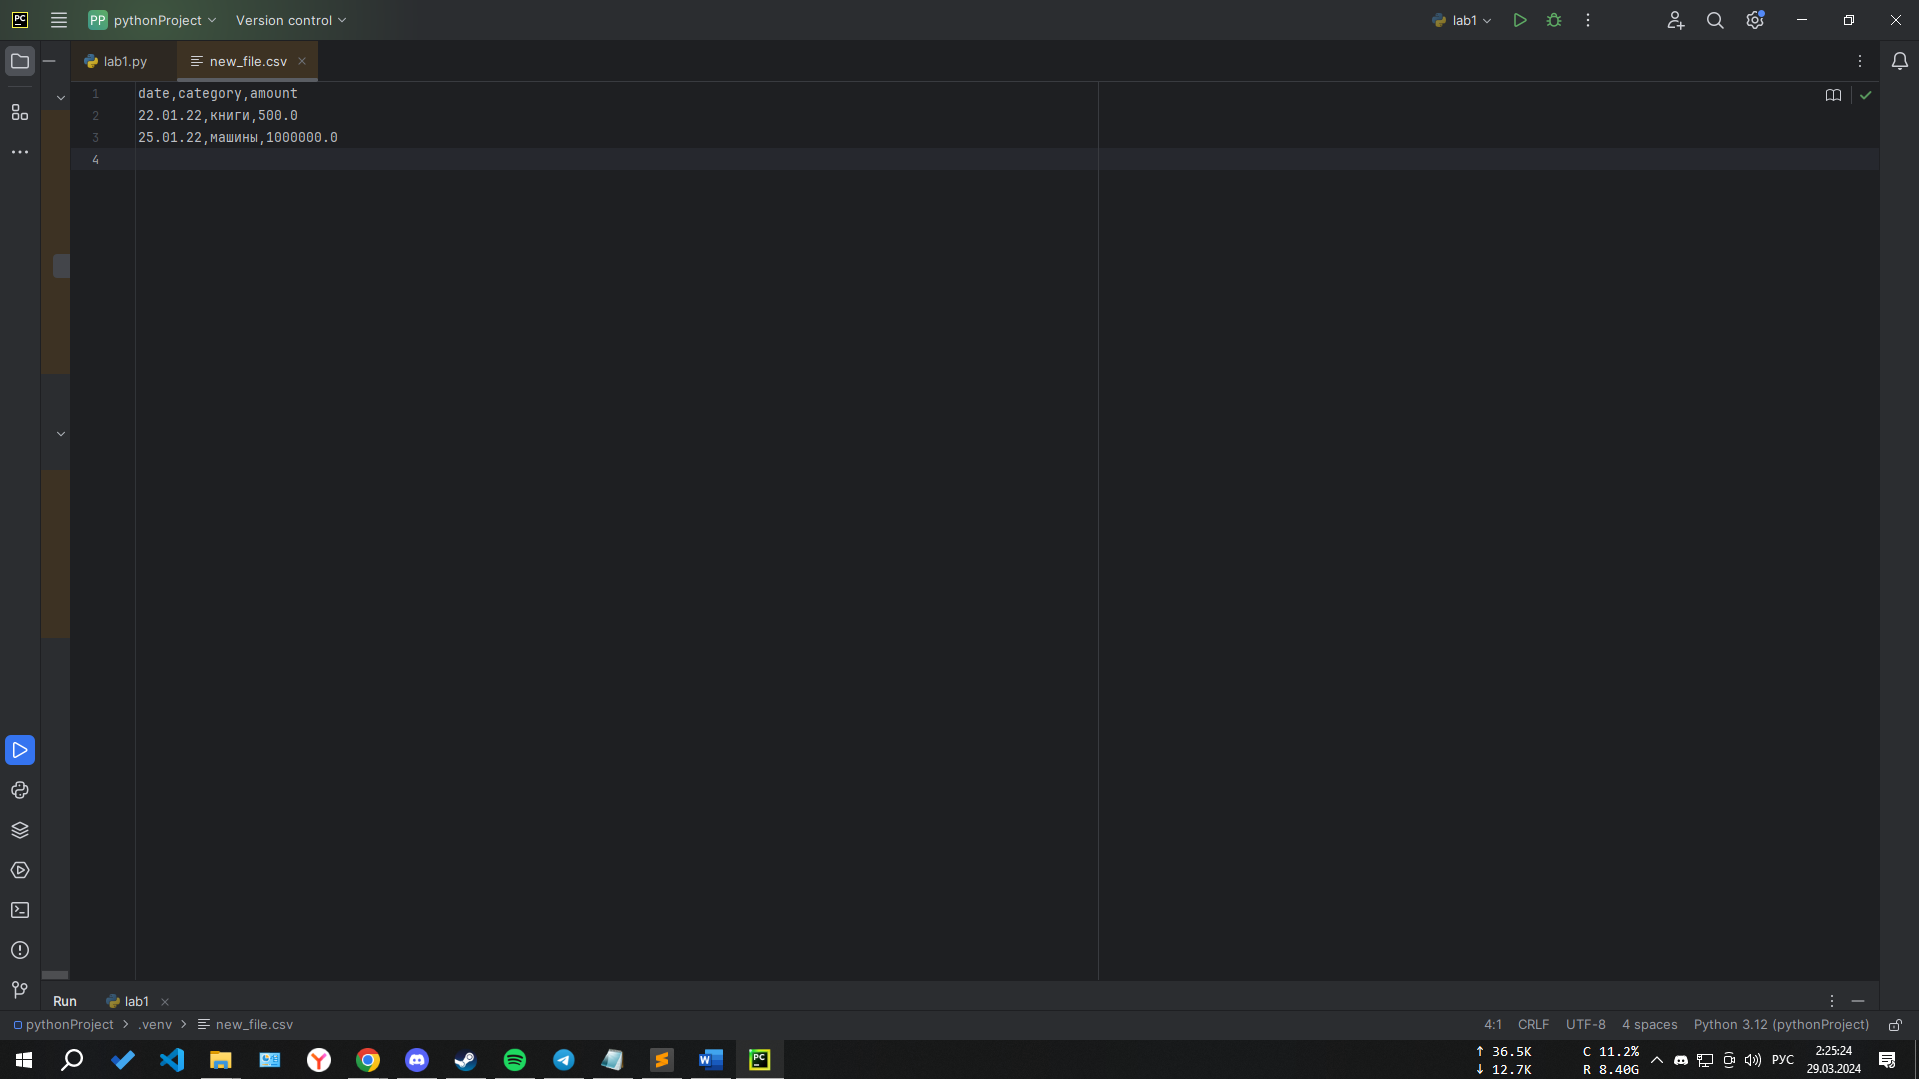 PC
PP pythonProject Version control
lab1
lab1.py new_file.csv
1 date,category,amount
2 22.01.22,книги,500.0
3 25.01.22,машины,1000000.0
4
Run lab1
pythonProject .venv new_file.csv
4:1 CRLF UTF-8 4 spaces Python 3.12 (pythonProject)
↑ 36.5K C 11.2%
↓ 12.7K R 8.40G
РУС
2:25:24
29.03.2024